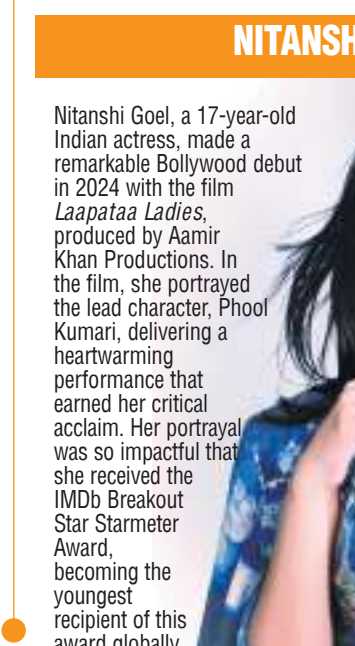 NITANSH
Nitanshi Goel, a 17-year-old
Indian actress, made a
remarkable Bollywood debut
in 2024 with the film
Laapataa Ladies,
produced by Aamir
Khan Productions. In
the film, she portrayed
the lead character, Phool
Kumari, delivering a
heartwarming
performance that
earned her critical
acclaim. Her portrayal
was so impactful that
she received the
IMDb Breakout
Star Starmeter
Award,
becoming the
youngest
recipient of this
award globally